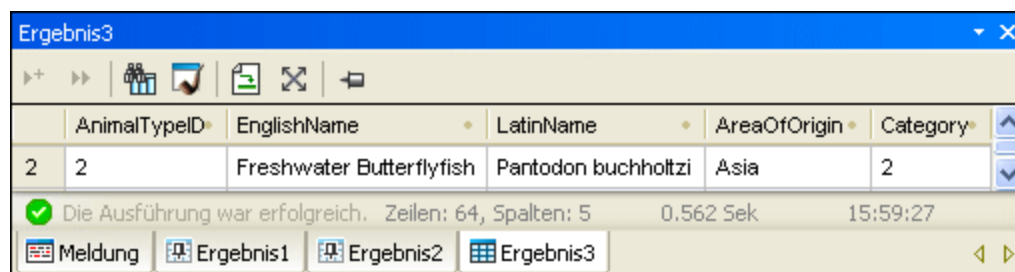 Ergebnis3
AnimalTypeID EnglishName LatinName AreaOfOrigin Category
2 2 Freshwater Butterflyfish Pantodon buchholtzi Asia 2
Die Ausführung war erfolgreich. Zeilen: 64, Spalten: 5 0.562 Sek 15:59:27
Meldung Ergebnis1 Ergebnis2 Ergebnis3